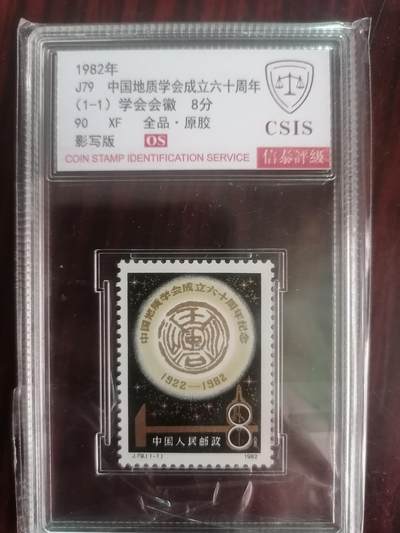 1982年
J79 中国地质学会成立六十周年
(1-1) 学会会徽 8分
90 XF 全品·原胶
影写版 OS
CSIS
COIN STAMP IDENTIFICATION SERVICE
信泰評級
中国地质学会成立六十周年纪念
1922—1982
8
中国人民邮政
J.79.(1-1)
1982